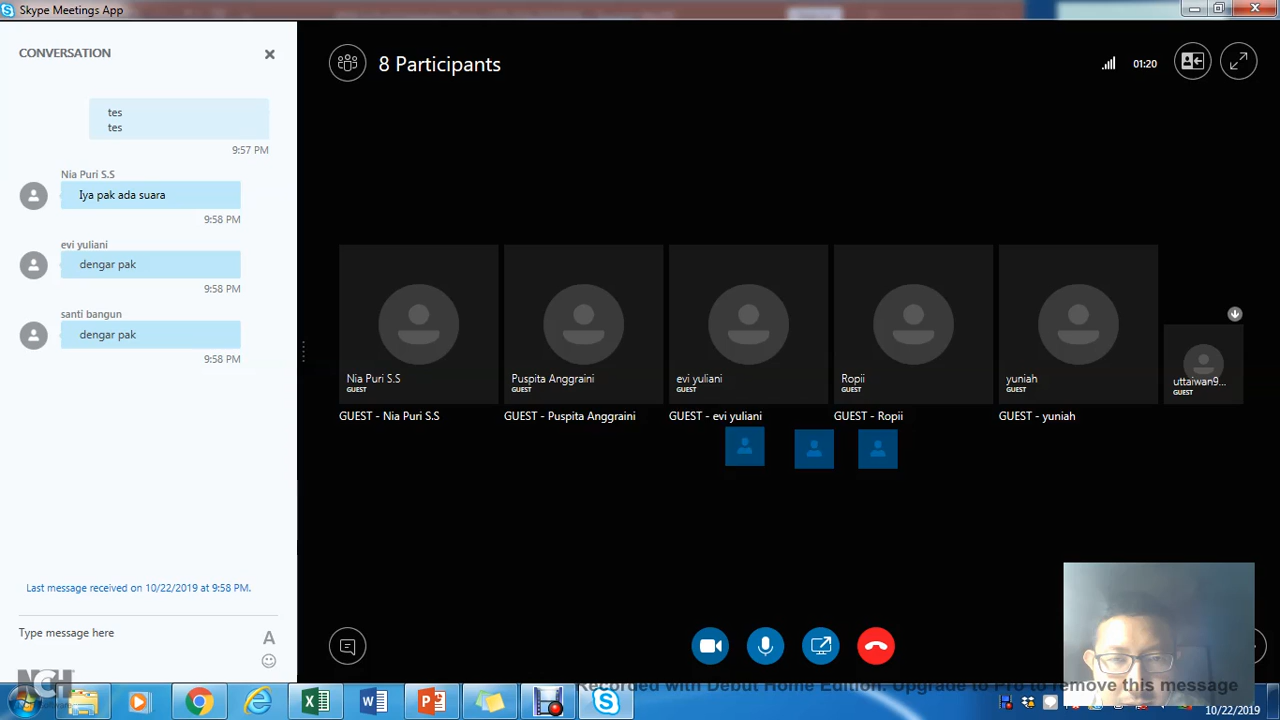 Skype Meetings App
CONVERSATION
tes
tes
9:57 PM
Nia Puri S.S
Iya pak ada suara
9:58 PM
evi yuliani
dengar pak
9:58 PM
santi bangun
dengar pak
9:58 PM
Last message received on 10/22/2019 at 9:58 PM.
Type message here
A
8 Participants
01:20
Nia Puri S.S
GUEST
GUEST - Nia Puri S.S
Puspita Anggraini
GUEST
GUEST - Puspita Anggraini
evi yuliani
GUEST
GUEST - evi yuliani
Ropii
GUEST
GUEST - Ropii
yuniah
GUEST
GUEST - yuniah
uttaiwan9...
GUEST
NCH
Recorded with Debut Home Edition. Upgrade to Pro to remove this message
10/22/2019